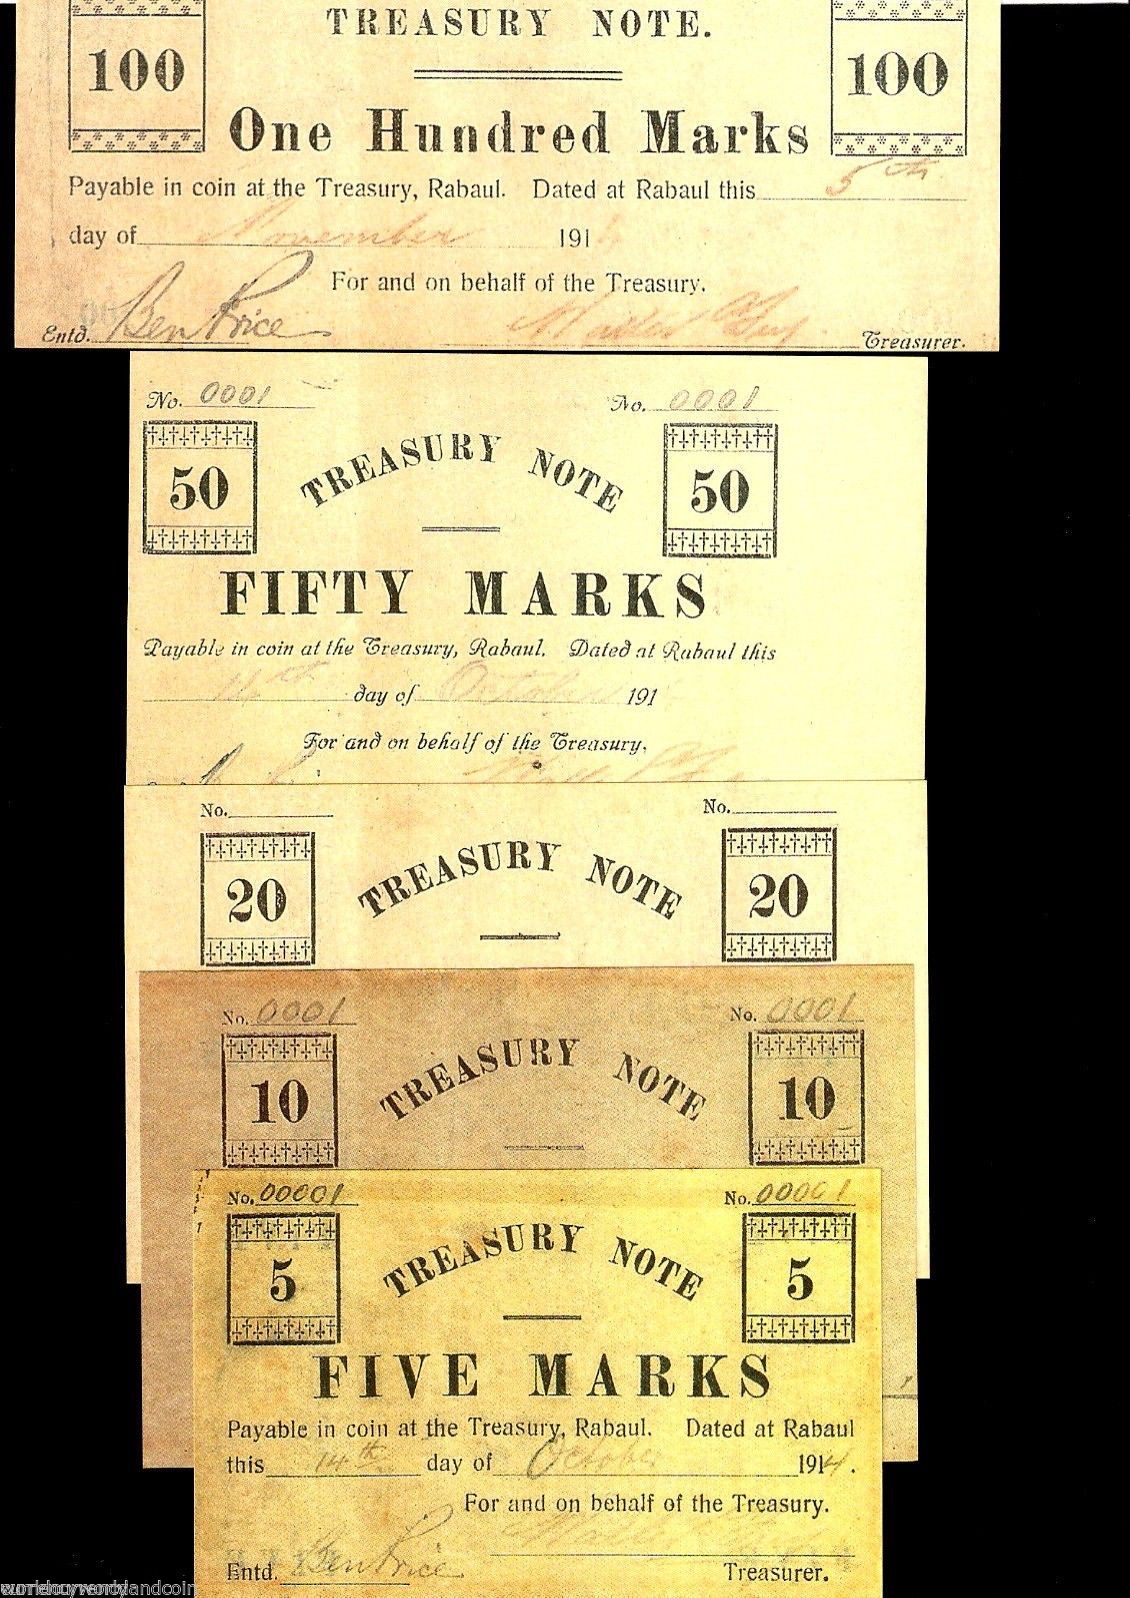 TREASURY NOTE.
100 100
One Hundred Marks
Payable in coin at the Treasury, Rabaul. Dated at Rabaul this 5th
day of November 1914
For and on behalf of the Treasury.
Entd. Ben Price Treasurer.
No. 0001 No. 0001
TREASURY NOTE
50 50
FIFTY MARKS
Payable in coin at the Treasury, Rabaul. Dated at Rabaul this
14th day of October 191
For and on behalf of the Treasury.
No. No.
TREASURY NOTE
20 20
No. 0001 No. 0001
TREASURY NOTE
10 10
No. 00001 No. 00001
TREASURY NOTE
5 5
FIVE MARKS
Payable in coin at the Treasury, Rabaul. Dated at Rabaul
this 14th day of October 1914.
For and on behalf of the Treasury.
Entd. Ben Price Treasurer.